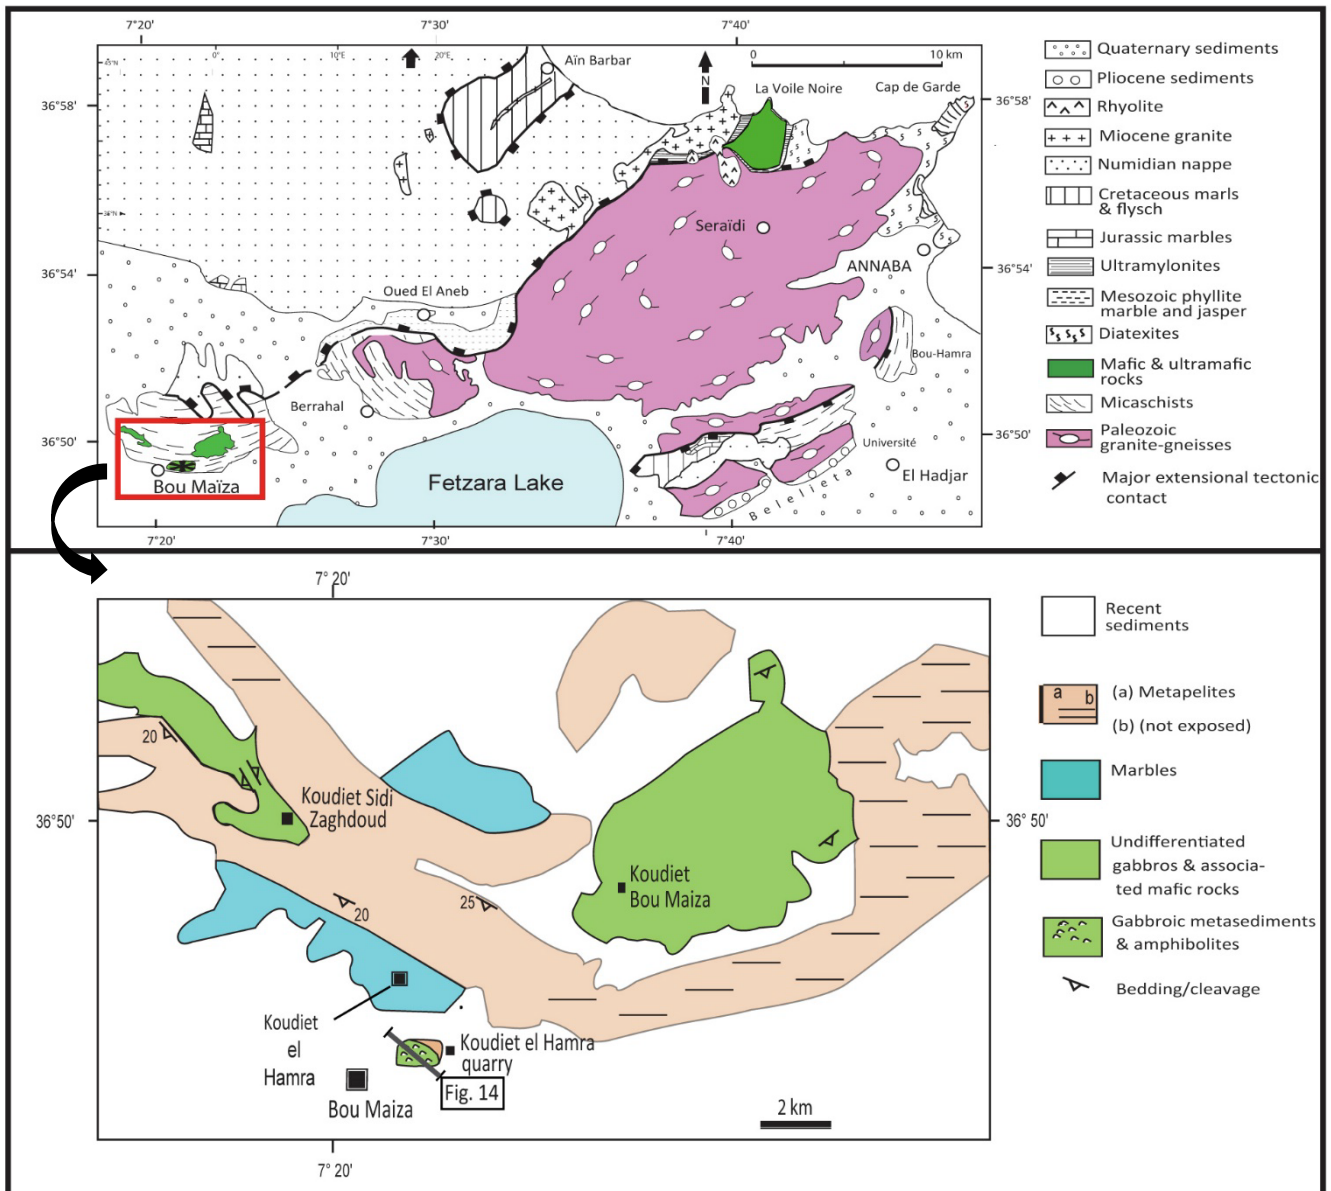 7°20'
7°30'
7°40'
0°
10°E
20°E
0
10 km
Aïn Barbar
N
La Voile Noire
Cap de Garde
36°58'
36°58'
Seraïdi
ANNABA
36°54'
36°54'
Oued El Aneb
Bou-Hamra
Berrahal
36°50'
36°50'
Université
El Hadjar
Bou Maïza
Fetzara Lake
Belelieta
7°20'
7°30'
7°40'
Quaternary sediments
Pliocene sediments
Rhyolite
Miocene granite
Numidian nappe
Cretaceous marls
& flysch
Jurassic marbles
Ultramylonites
Mesozoic phyllite
marble and jasper
Diatexites
Mafic & ultramafic
rocks
Micaschists
Paleozoic
granite-gneisses
Major extensional tectonic
contact
7° 20'
20
Koudiet Sidi
Zaghdoud
36°50'
36° 50'
Koudiet
Bou Maiza
20
25
Koudiet
el
Hamra
Koudiet el Hamra
quarry
Fig. 14
Bou Maiza
2 km
7° 20'
Recent
sediments
a
b
(a) Metapelites
(b) (not exposed)
Marbles
Undifferentiated
gabbros & associa-
ted mafic rocks
Gabbroic metasediments
& amphibolites
Bedding/cleavage